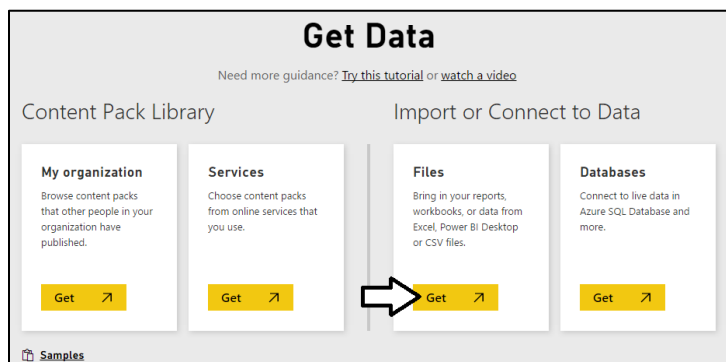 Get Data
Need more guidance? Try this tutorial or watch a video
Content Pack Library
Import or Connect to Data
My organization
Browse content packs
that other people in your
organization have
published.
Get
Services
Choose content packs
from online services that
you use.
Get
Files
Bring in your reports,
workbooks, or data from
Excel, Power BI Desktop
or CSV files.
Get
Databases
Connect to live data in
Azure SQL Database and
more.
Get
Samples